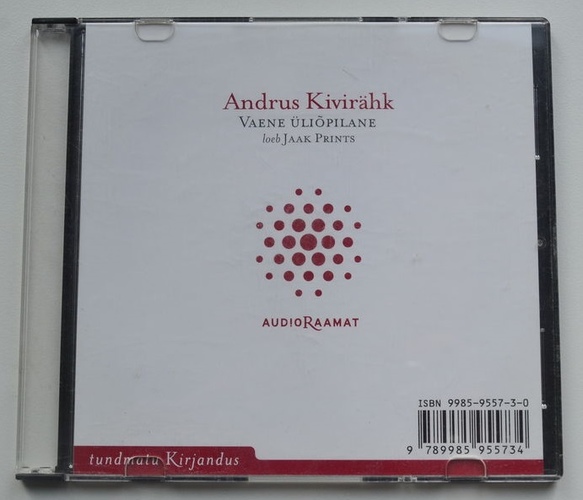 Andrus Kivirähk
VAENE ÜLIÕPILANE
loeb JAAK PRINTS
AUDIORAAMAT
ISBN 9985-9557-3-0
9 789985 955734
tundmatu Kirjandus